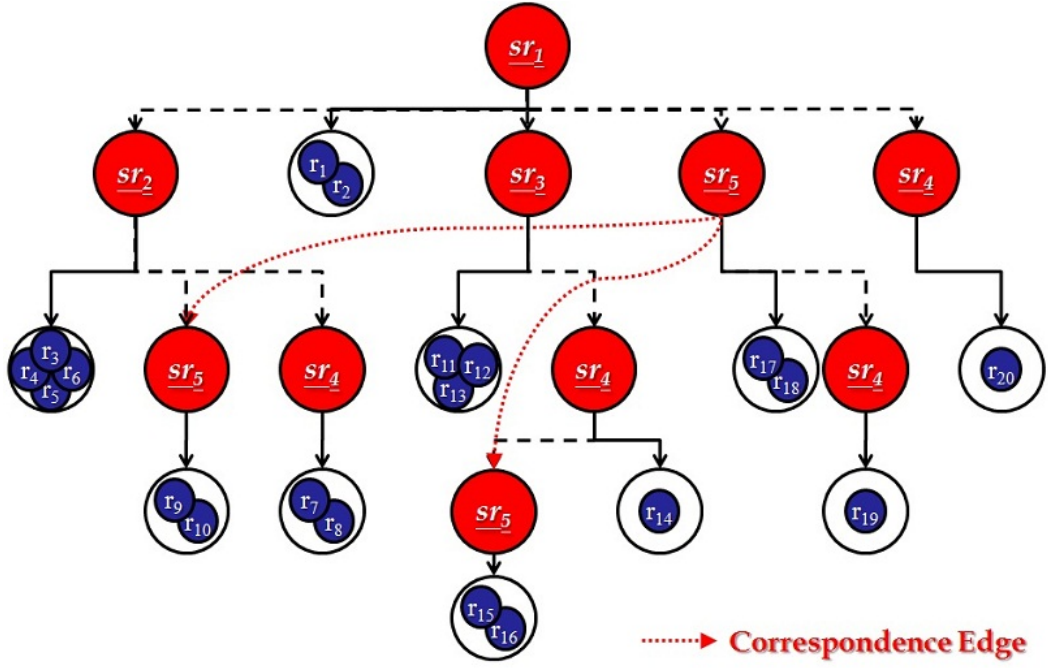 sr1
sr2
r1
r2
sr3
sr5
sr4
r3
r4
r6
r5
sr5
sr4
r11
r12
r13
sr4
r17
r18
sr4
r20
r9
r10
r7
r8
sr5
r14
r19
r15
r16
Correspondence Edge